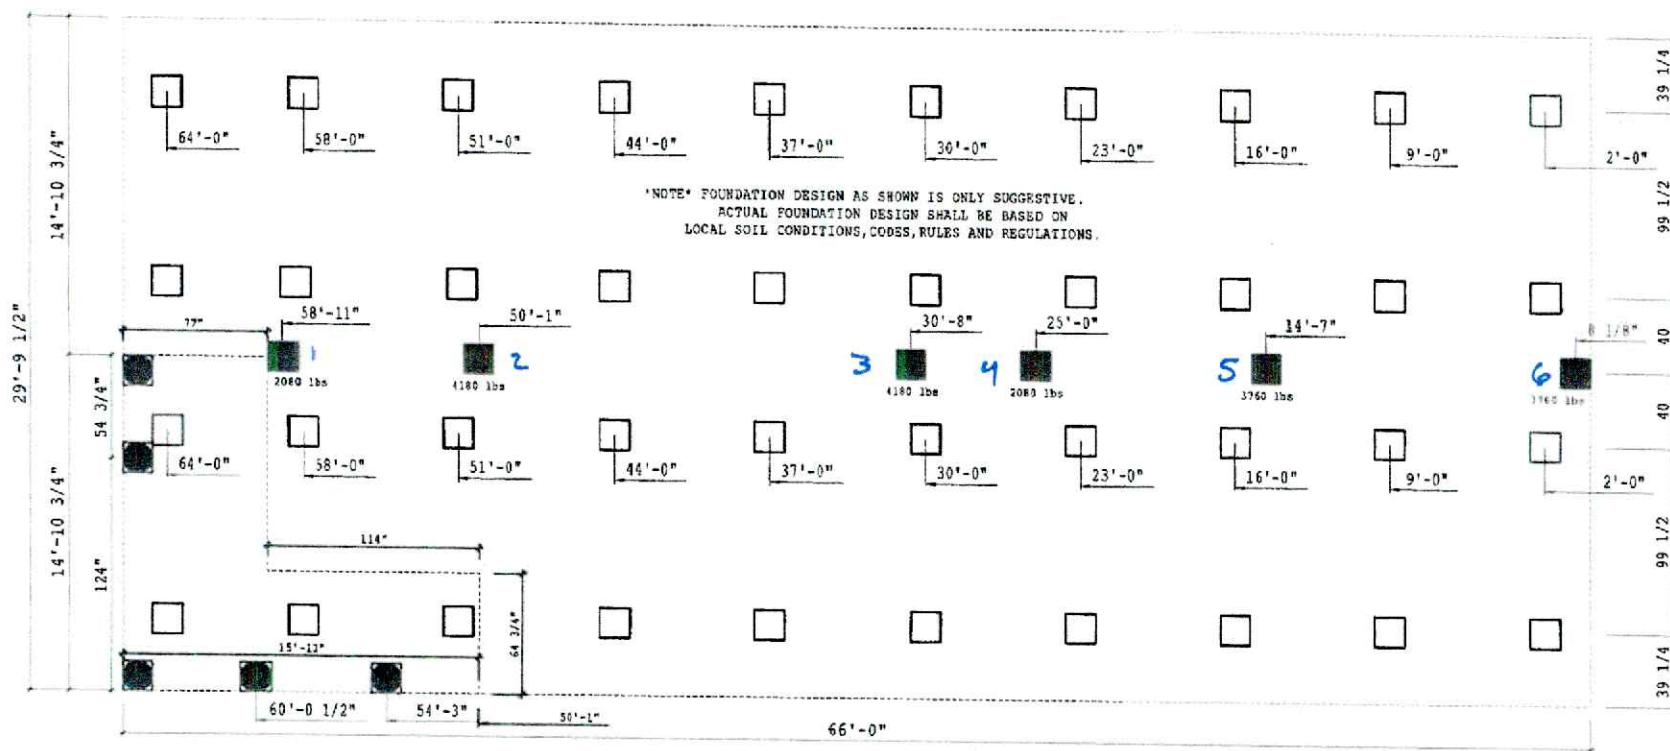 39 1/4
64'-0" 58'-0" 51'-0" 44'-0" 37'-0" 30'-0" 23'-0" 16'-0" 9'-0" 2'-0"
14'-10 3/4"
*NOTE* FOUNDATION DESIGN AS SHOWN IS ONLY SUGGESTIVE.
ACTUAL FOUNDATION DESIGN SHALL BE BASED ON
LOCAL SOIL CONDITIONS, CODES, RULES AND REGULATIONS.
99 1/2
29'-9 1/2"
77" 58'-11" 50'-1" 30'-8" 25'-0" 14'-7" 8 1/8"
40
1 2 3 4 5 6
2080 lbs 4180 lbs 4180 lbs 2080 lbs 3760 lbs 3760 lbs
54 3/4"
40
64'-0" 58'-0" 51'-0" 44'-0" 37'-0" 30'-0" 23'-0" 16'-0" 9'-0" 2'-0"
14'-10 3/4"
124"
114"
99 1/2
64 3/4"
15'-11"
39 1/4
60'-0 1/2" 54'-3" 50'-1"
66'-0"